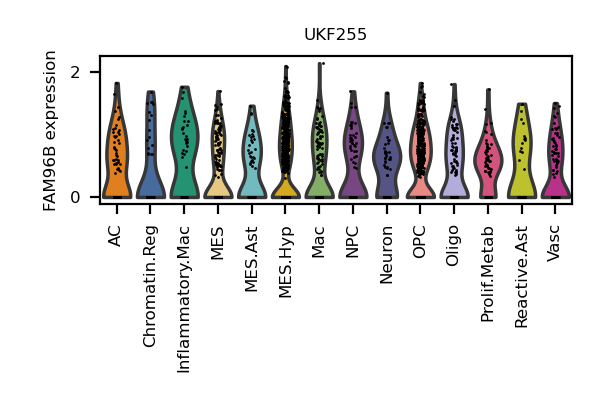 UKF255
FAM96B expression
2
0
AC
Chromatin.Reg
Inflammatory.Mac
MES
MES.Ast
MES.Hyp
Mac
NPC
Neuron
OPC
Oligo
Prolif.Metab
Reactive.Ast
Vasc